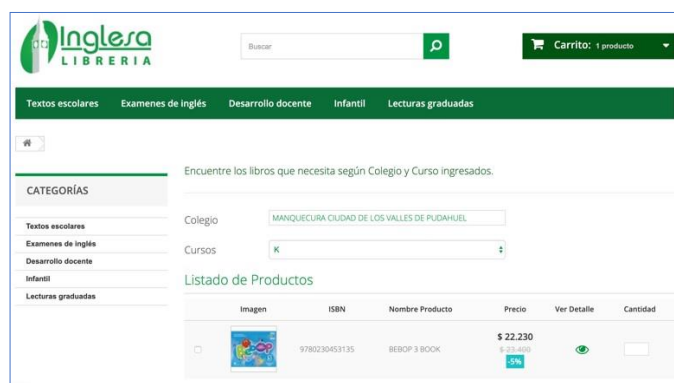 Inglesa
LIBRERIA
Buscar
Carrito: 1 producto
Textos escolares Examenes de inglés Desarrollo docente Infantil Lecturas graduadas
Encuentre los libros que necesita según Colegio y Curso ingresados.
CATEGORÍAS
Textos escolares
Examenes de inglés
Desarrollo docente
Infantil
Lecturas graduadas
Colegio MANQUECURA CIUDAD DE LOS VALLES DE PUDAHUEL
Cursos K
Listado de Productos
Imagen ISBN Nombre Producto Precio Ver Detalle Cantidad
Bebop 9780230453135 BEBOP 3 BOOK $ 22.230
$ 23.400
-5%